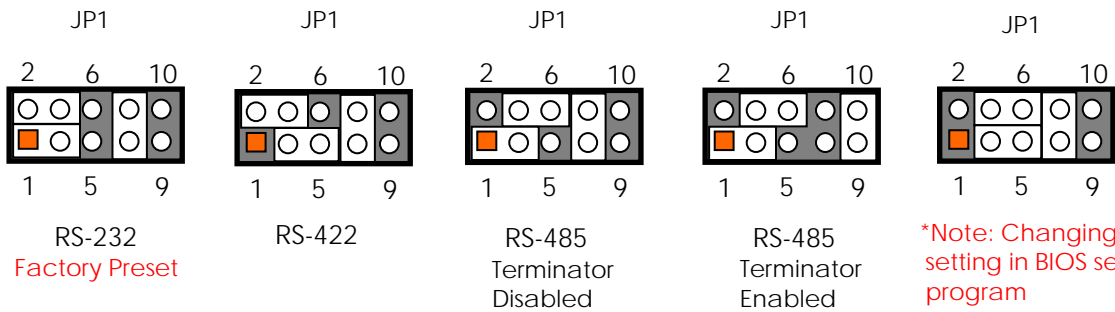 JP1 JP1 JP1 JP1 JP1
2 6 10 2 6 10 2 6 10 2 6 10 2 6 10
1 5 9 1 5 9 1 5 9 1 5 9 1 5 9
RS-232
Factory Preset
RS-422
RS-485
Terminator
Disabled
RS-485
Terminator
Enabled
*Note: Changing
setting in BIOS se
program